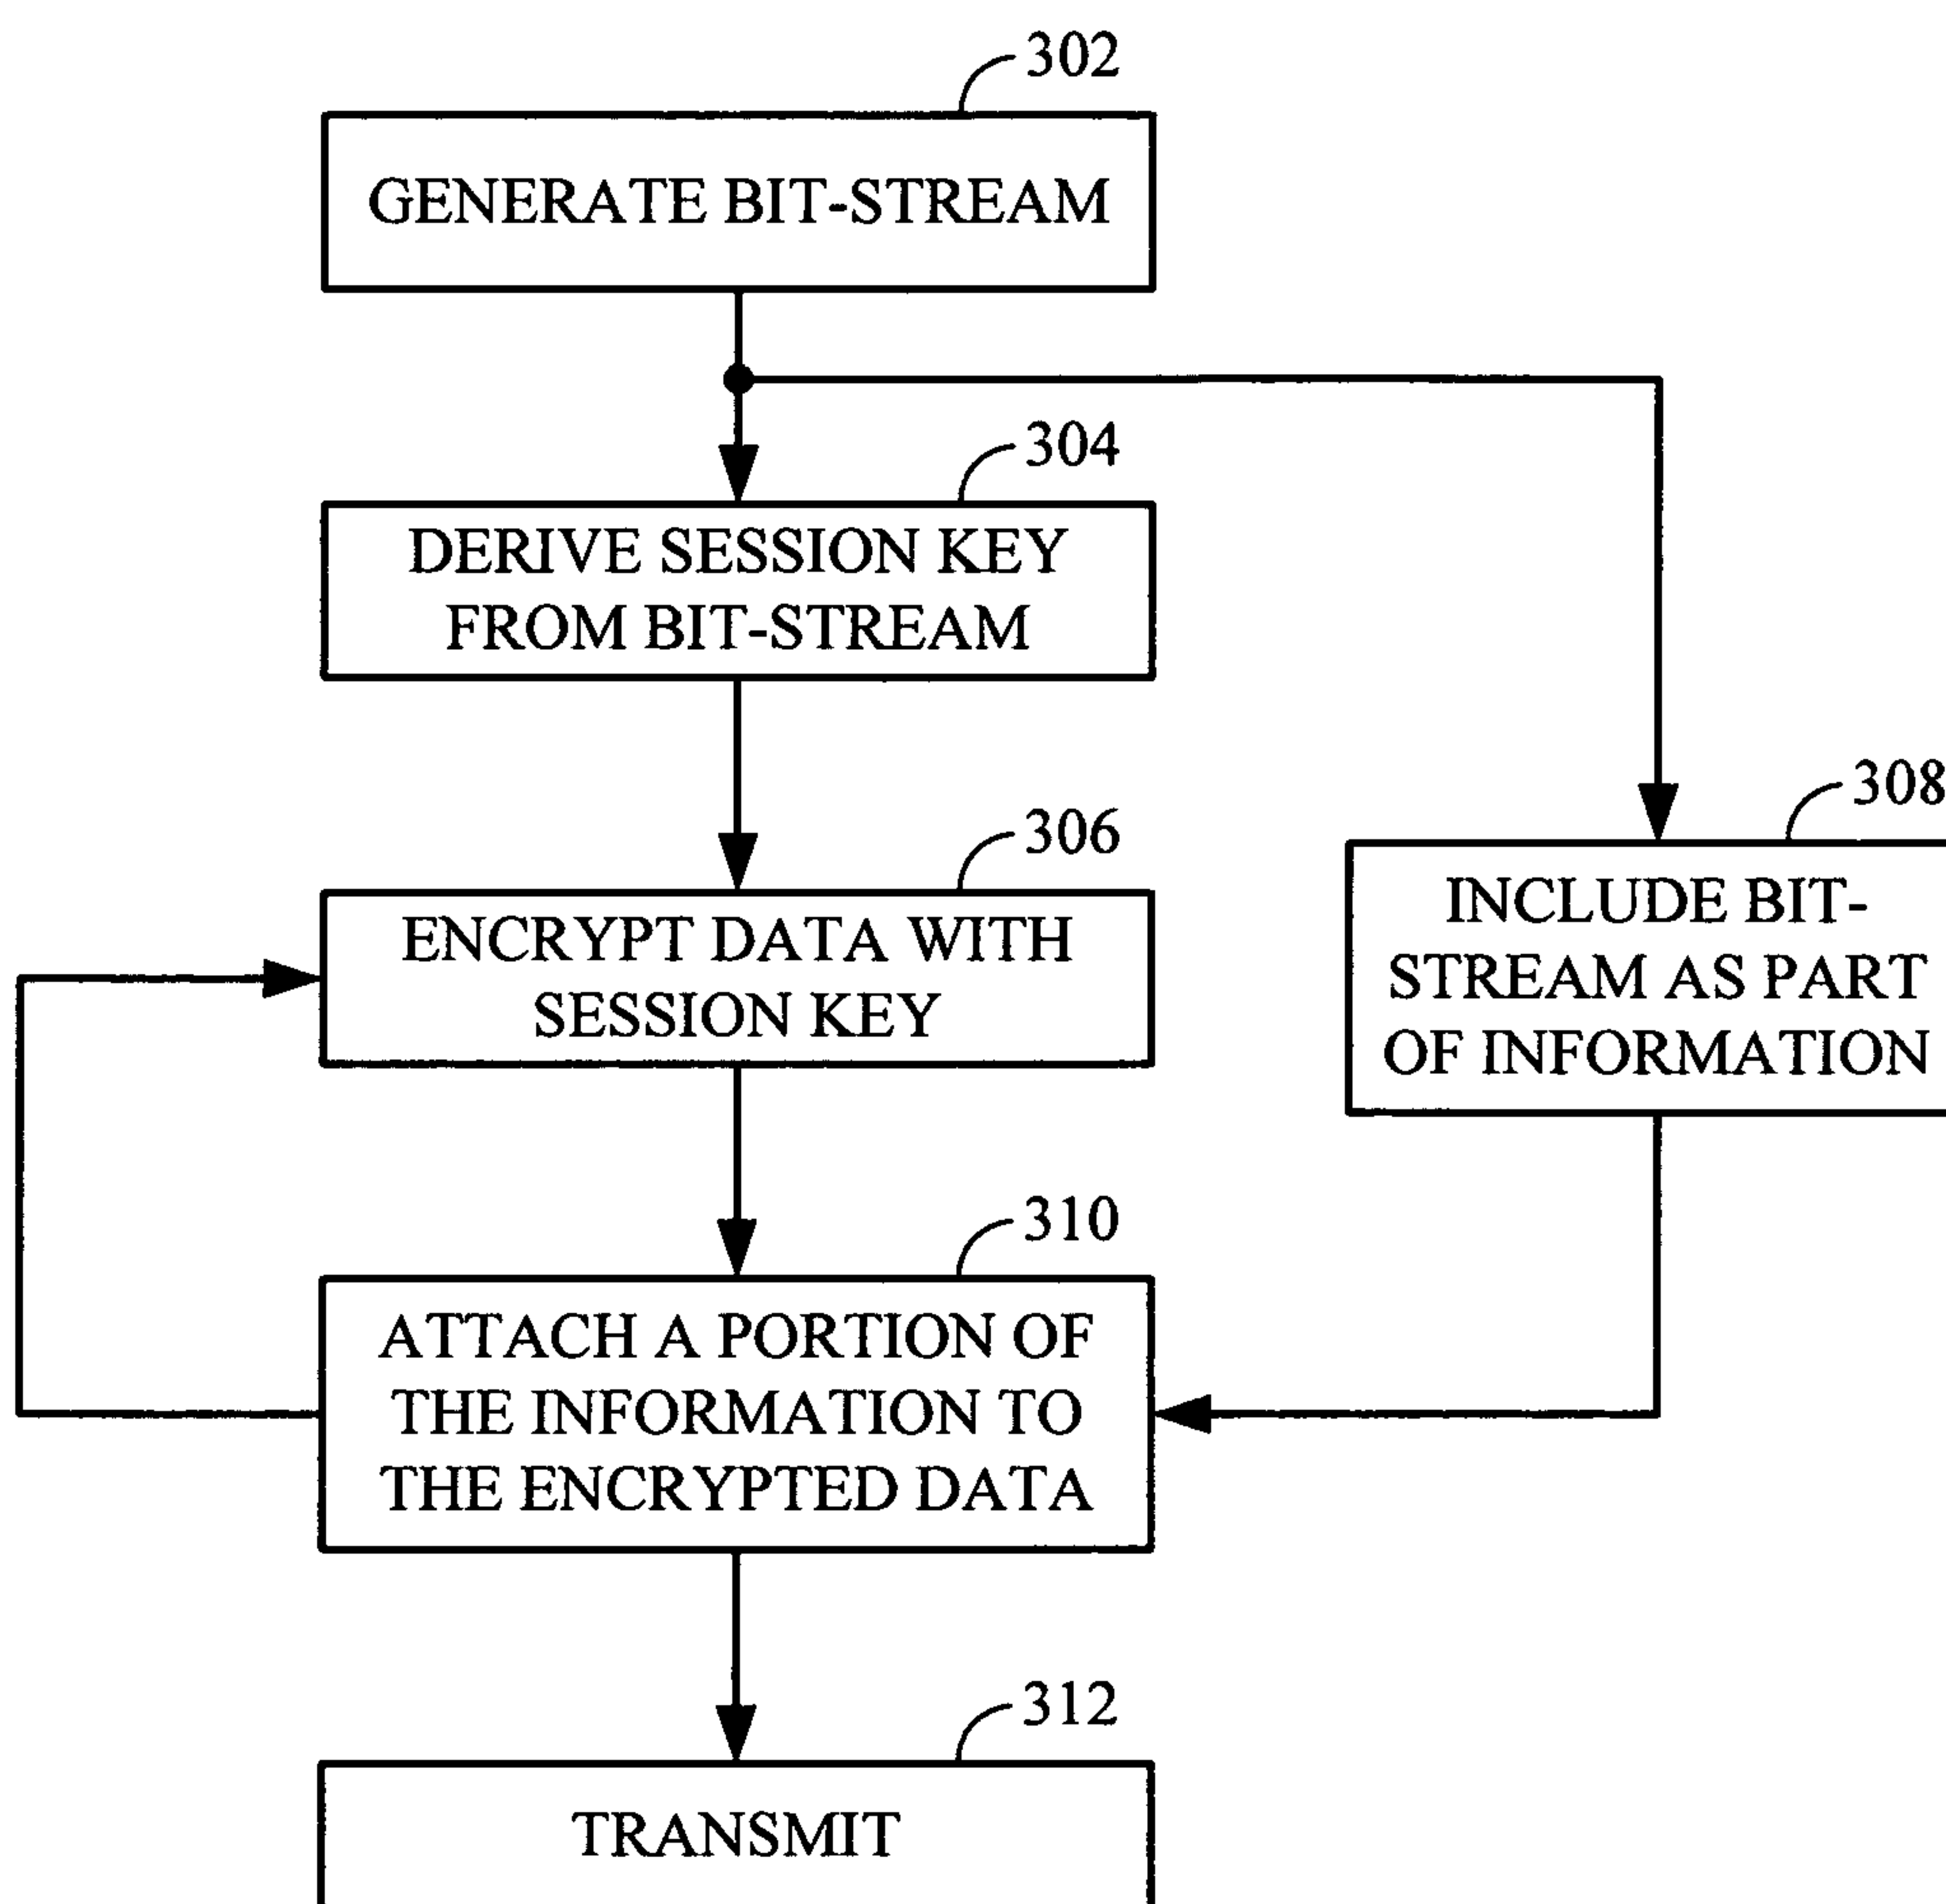 302
GENERATE BIT-STREAM
304
DERIVE SESSION KEY
FROM BIT-STREAM
306
ENCRYPT DATA WITH
SESSION KEY
308
INCLUDE BIT-
STREAM AS PART
OF INFORMATION
310
ATTACH A PORTION OF
THE INFORMATION TO
THE ENCRYPTED DATA
312
TRANSMIT